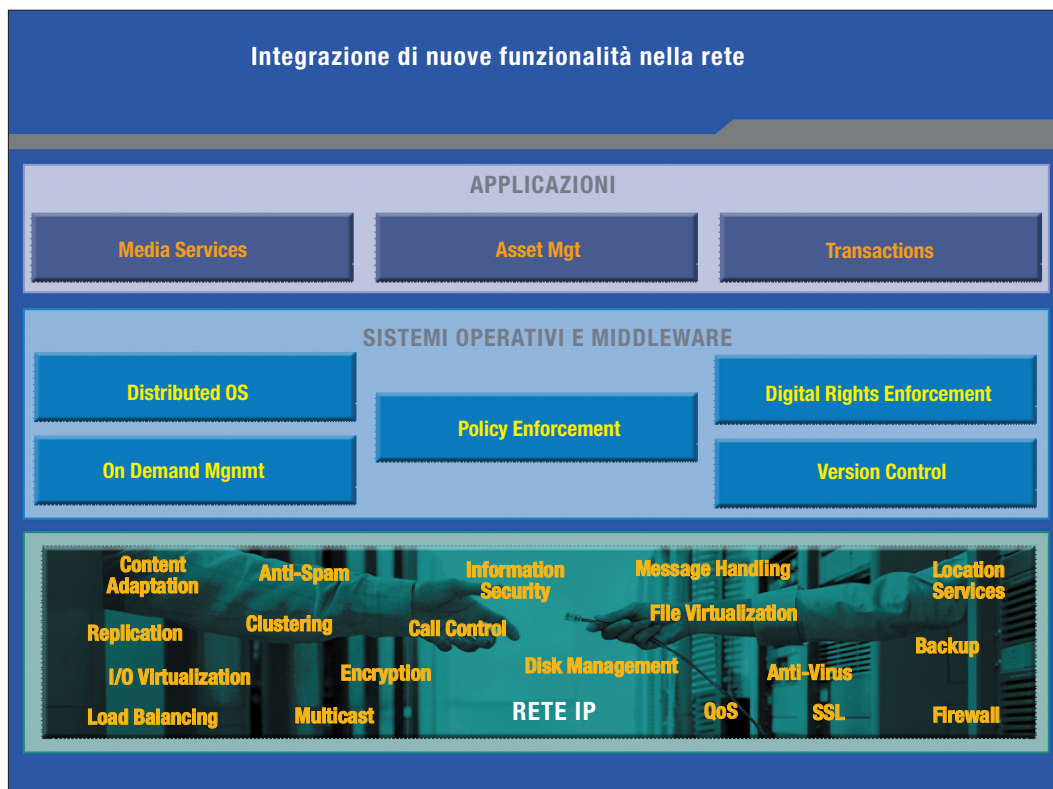 Integrazione di nuove funzionalità nella rete
APPLICAZIONI
Media Services
Asset Mgt
Transactions
SISTEMI OPERATIVI E MIDDLEWARE
Distributed OS
Policy Enforcement
Digital Rights Enforcement
On Demand Mgnmt
Version Control
Content
Adaptation
Anti-Spam
Information
Security
Message Handling
Location
Services
Replication
Clustering
Call Control
File Virtualization
Backup
I/O Virtualization
Encryption
Disk Management
Anti-Virus
Load Balancing
Multicast
RETE IP
QoS
SSL
Firewall